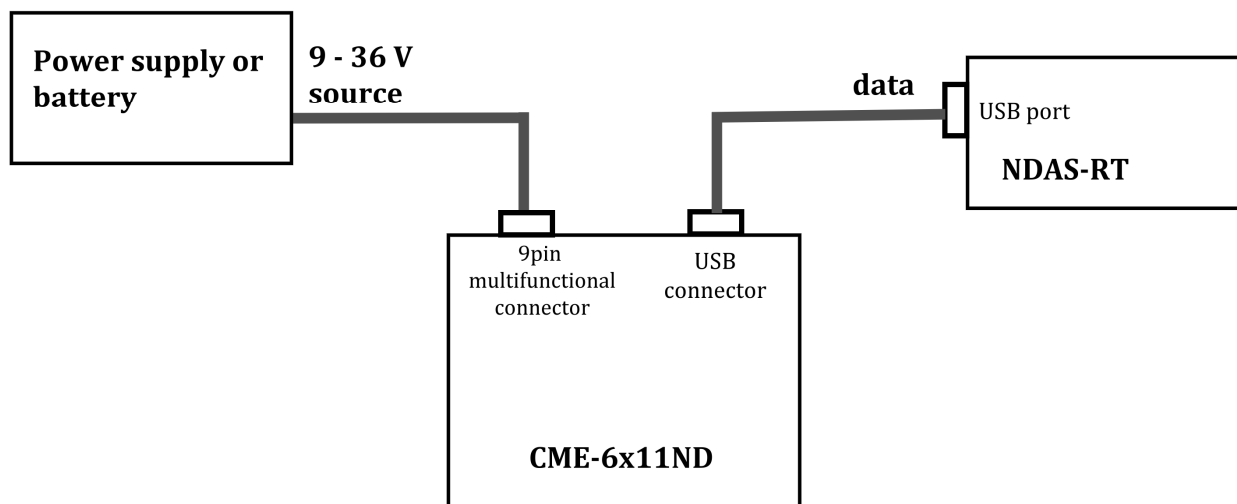 Power supply or
battery
9 - 36 V
source
data
USB port
NDAS-RT
9pin
multifunctional
connector
USB
connector
CME-6x11ND